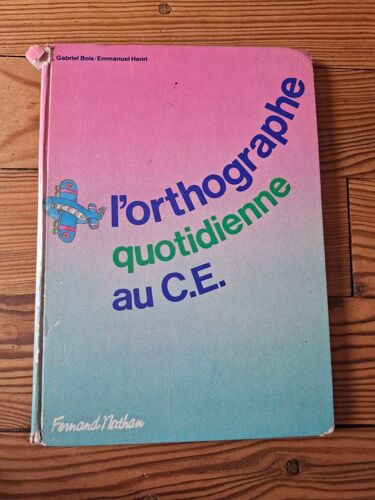 Gabriel Bois/Emmanuel Henri
l'orthographe
quotidienne
au C.E.
Fernand Nathan